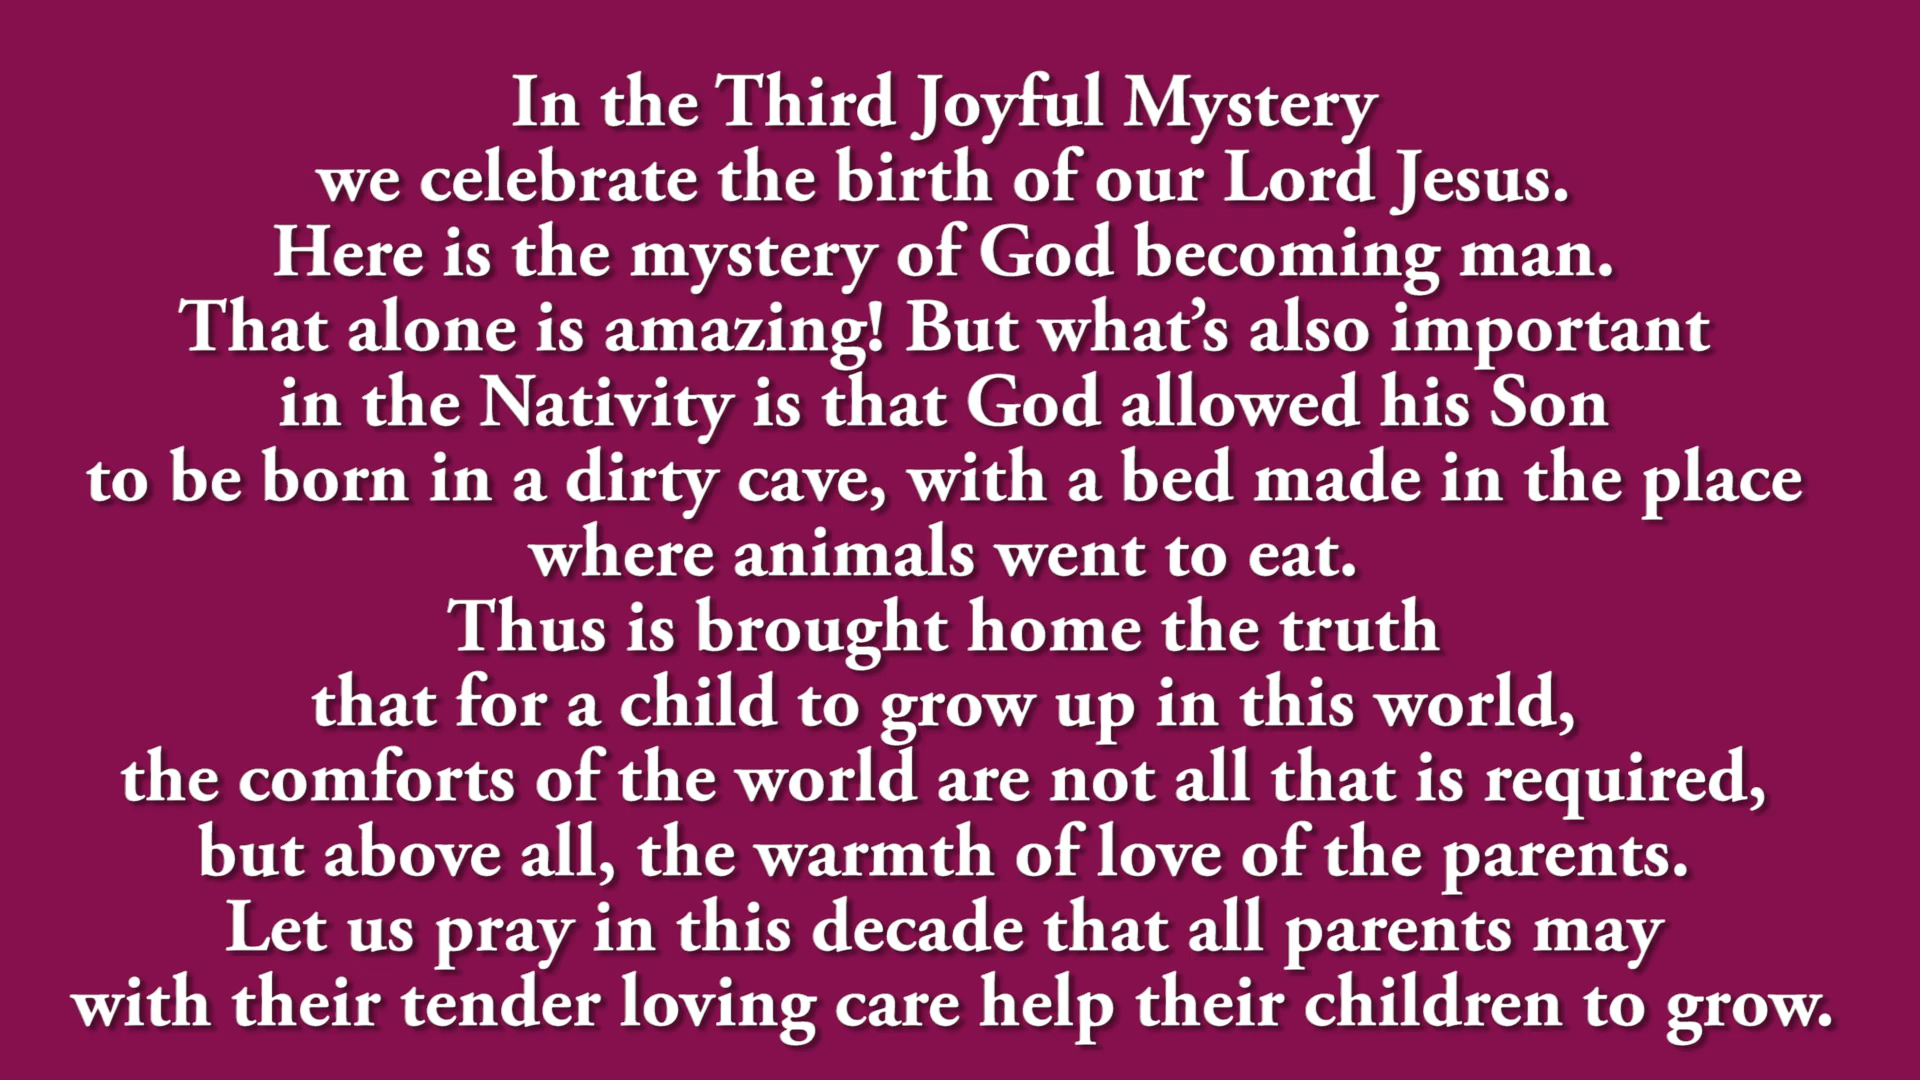 In the Third Joyful Mystery
we celebrate the birth of our Lord Jesus.
Here is the mystery of God becoming man.
That alone is amazing! But what’s also important
in the Nativity is that God allowed his Son
to be born in a dirty cave, with a bed made in the place
where animals went to eat.
Thus is brought home the truth
that for a child to grow up in this world,
the comforts of the world are not all that is required,
but above all, the warmth of love of the parents.
Let us pray in this decade that all parents may
with their tender loving care help their children to grow.